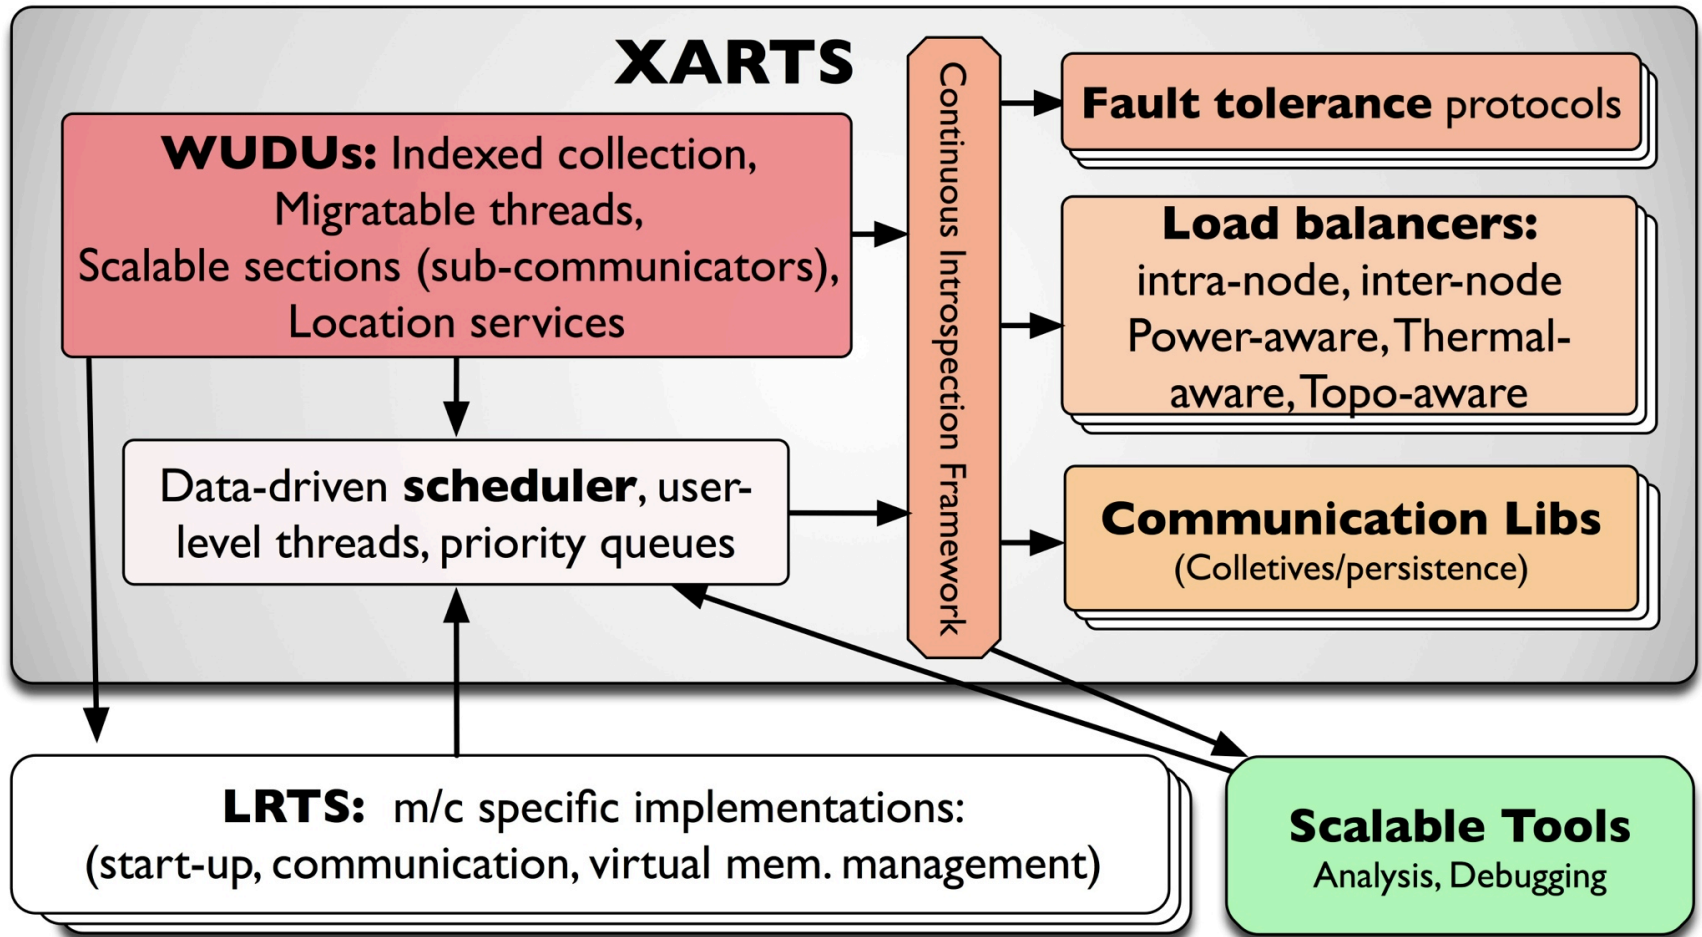 XARTS
WUDUs: Indexed collection,
Migratable threads,
Scalable sections (sub-communicators),
Location services
Data-driven scheduler, user-
level threads, priority queues
Continuous Introspection Framework
Fault tolerance protocols
Load balancers:
intra-node, inter-node
Power-aware, Thermal-
aware, Topo-aware
Communication Libs
(Colletives/persistence)
LRTS: m/c specific implementations:
(start-up, communication, virtual mem. management)
Scalable Tools
Analysis, Debugging